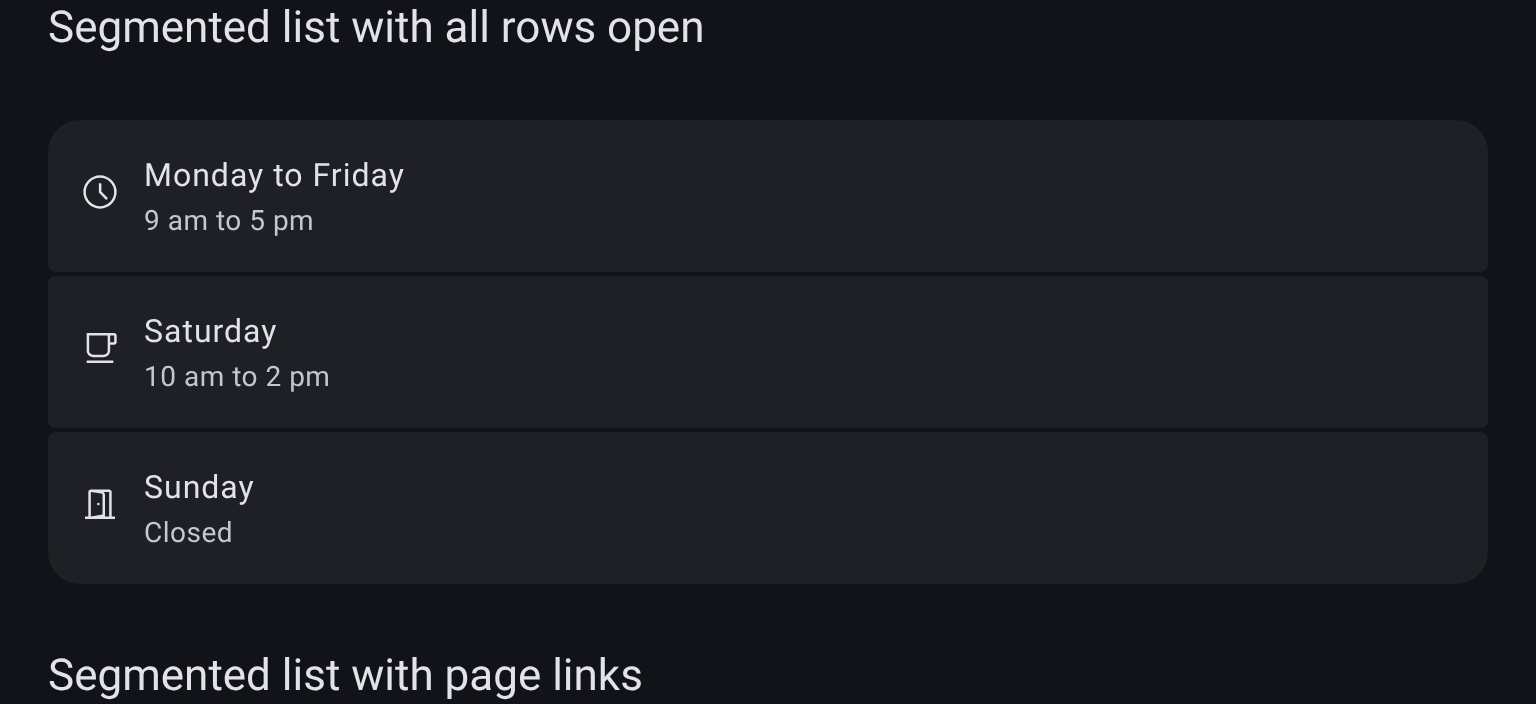 Segmented list with all rows open
Monday to Friday
9 am to 5 pm
Saturday
10 am to 2 pm
Sunday
Closed
Segmented list with page links